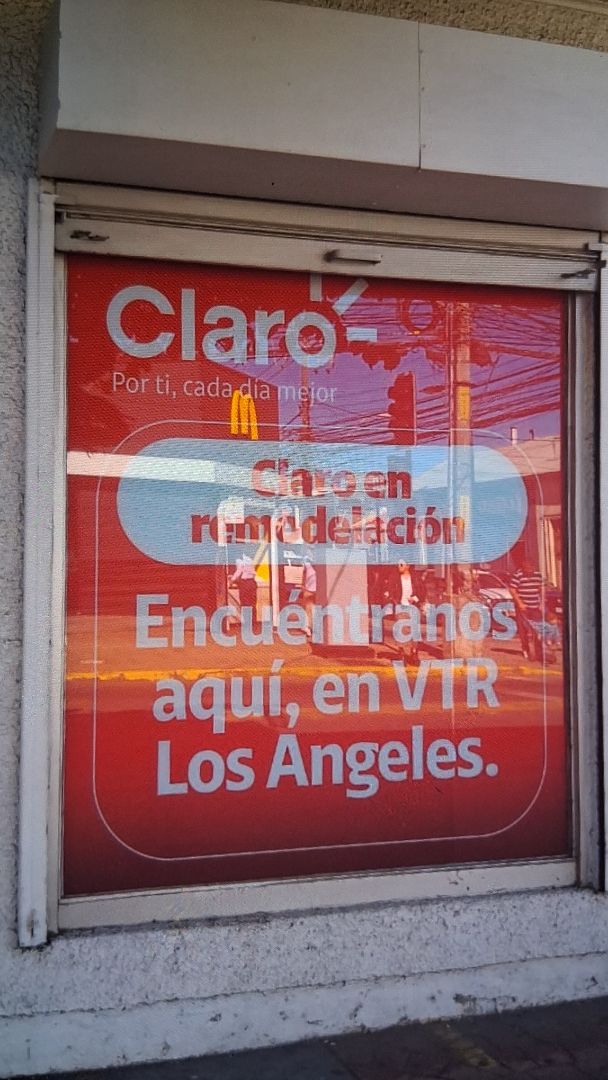 Claro
Por ti, cada día mejor
Claro en
remodelación
Encuéntranos
aquí, en VTR
Los Angeles.